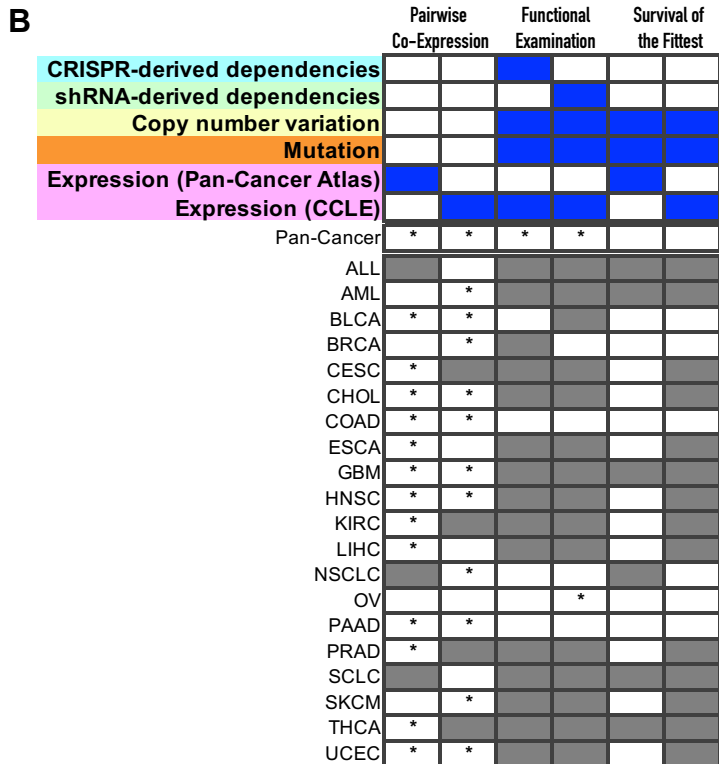 B
Pairwise Functional Survival of
Co-Expression Examination the Fittest
CRISPR-derived dependencies
shRNA-derived dependencies
Copy number variation
Mutation
Expression (Pan-Cancer Atlas)
Expression (CCLE)
Pan-Cancer * * * *
ALL
AML *
BLCA * *
BRCA *
CESC *
CHOL * *
COAD * *
ESCA *
GBM * *
HNSC * *
KIRC *
LIHC *
NSCLC *
OV *
PAAD * *
PRAD *
SCLC
SKCM *
THCA *
UCEC * *